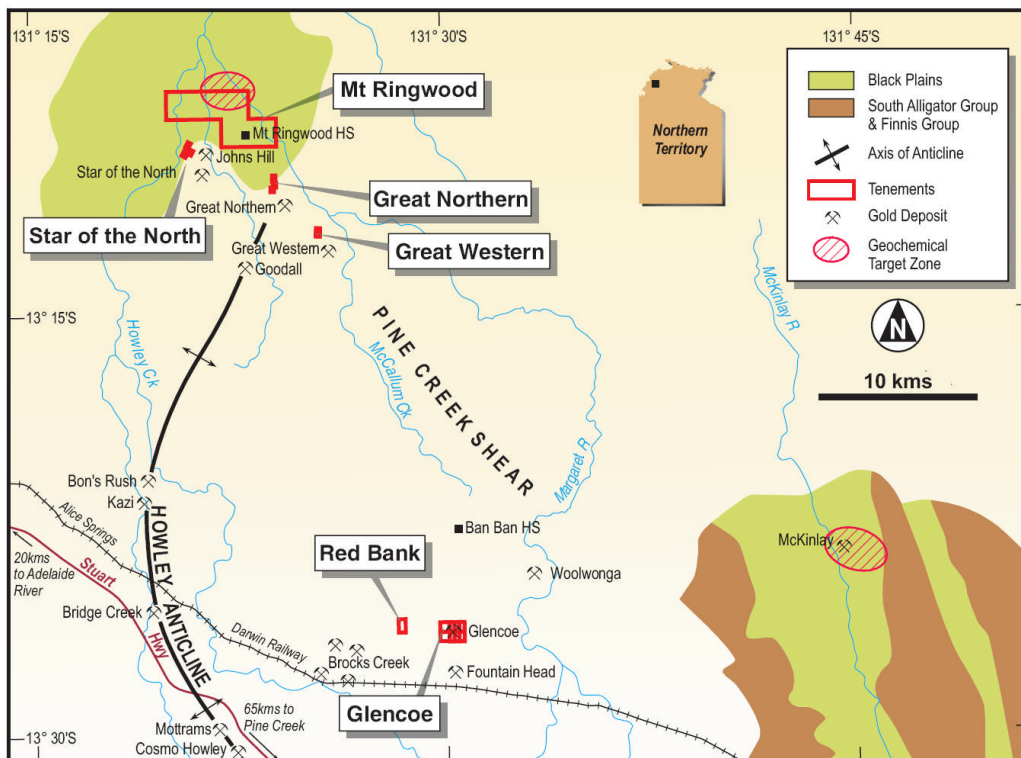 131° 15'S
131° 30'S
131° 45'S
Mt Ringwood
Mt Ringwood HS
Johns Hill
Star of the North
Great Northern
Great Northern
Star of the North
Great Western
Great Western
Goodall
Northern
Territory
Black Plains
South Alligator Group
& Finnis Group
Axis of Anticline
Tenements
Gold Deposit
Geochemical
Target Zone
N
10 kms
13° 15'S
Howley Ck
McCallum Ck
PINE CREEK SHEAR
Margaret R
McKinlay R
Bon's Rush
Kazi
Alice Springs
HOWLEY ANTICLINE
Ban Ban HS
Red Bank
Woolwonga
McKinlay
20kms
to Adelaide
River
Stuart
Hwy
Bridge Creek
Darwin Railway
Glencoe
Brocks Creek
Fountain Head
Glencoe
65kms to
Pine Creek
Mottrams
13° 30'S
Cosmo Howley